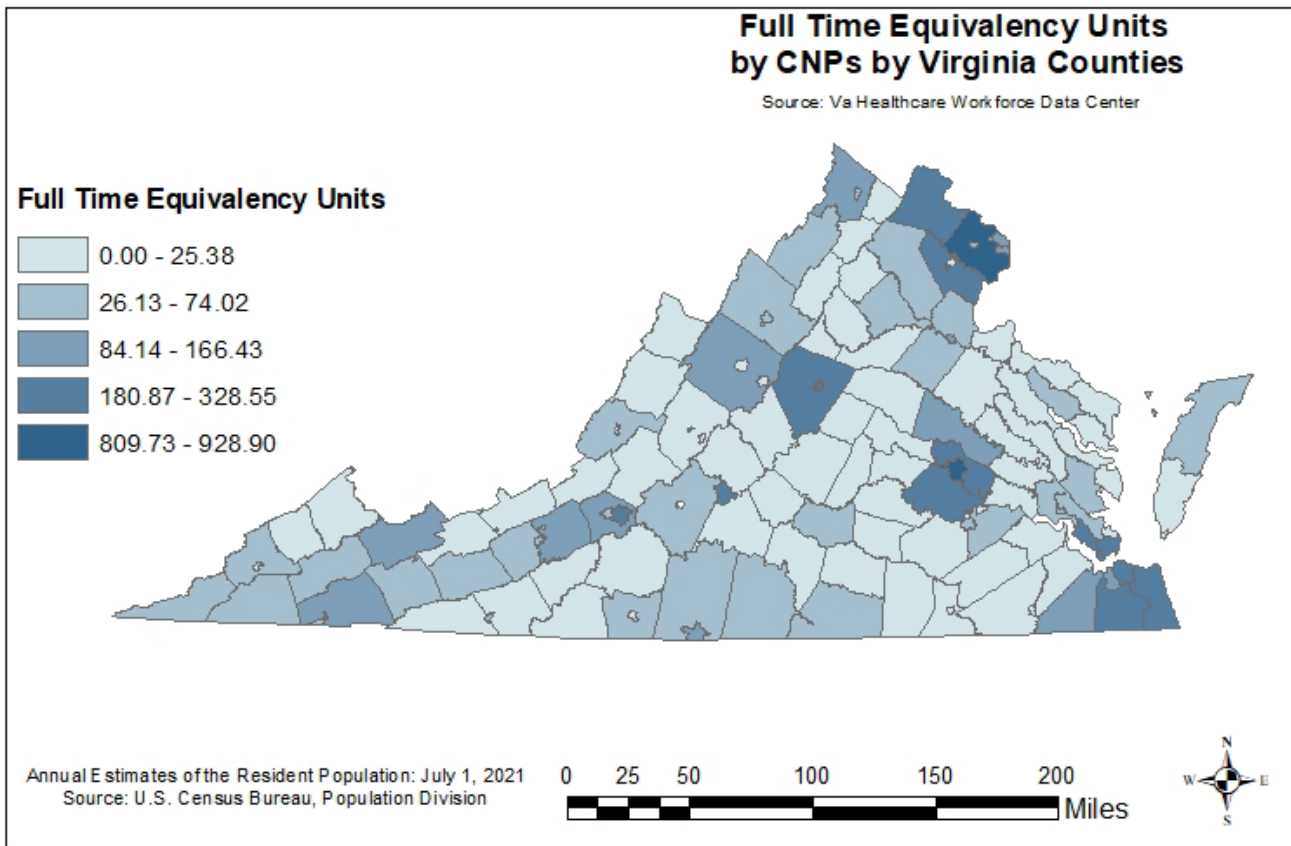 Full Time Equivalency Units
by CNPs by Virginia Counties
Source: Va Healthcare Workforce Data Center
Full Time Equivalency Units
0.00 - 25.38
26.13 - 74.02
84.14 - 166.43
180.87 - 328.55
809.73 - 928.90
Annual Estimates of the Resident Population: July 1, 2021
Source: U.S. Census Bureau, Population Division
0 25 50 100 150 200
Miles
N
W E
S